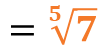 = ⁵√7